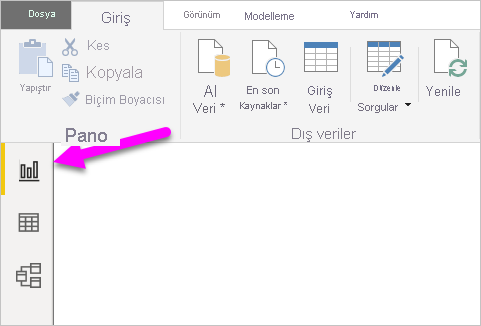 Dosya Giriş Görünüm Modelleme Yardım
Kes
Kopyala
Biçim Boyacısı
Yapıştır
Pano
Al
Veri *
En son
Kaynaklar *
Giriş
Veri
Düzenle
Sorgular
Yenile
Dış veriler